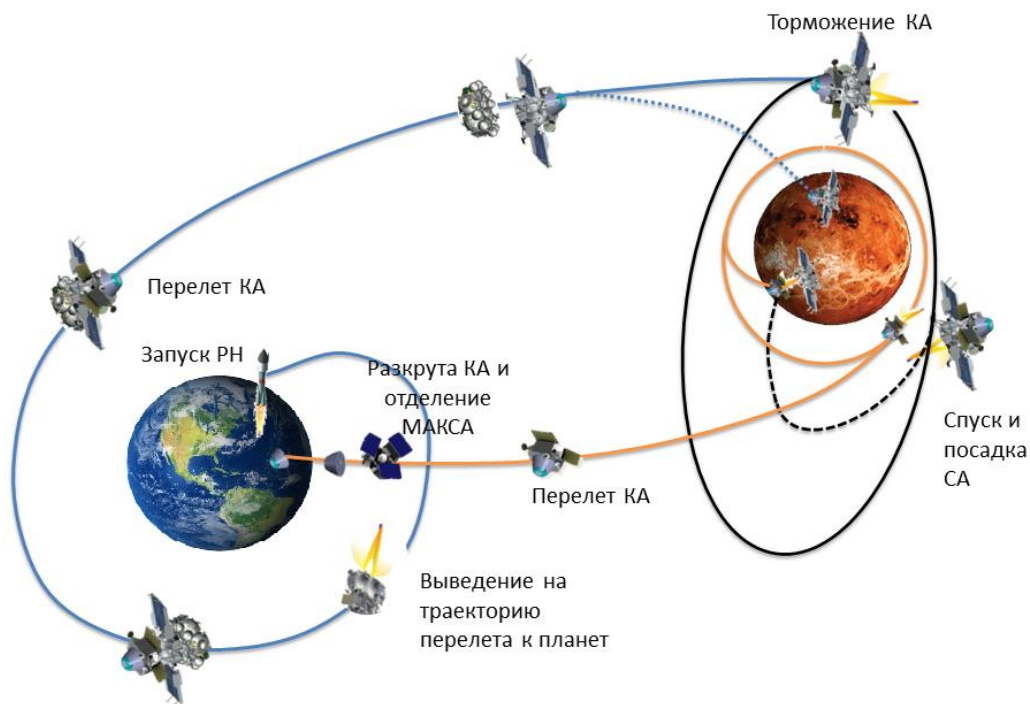 Торможение КА
Перелет КА
Запуск РН
Разкрута КА и
отделение
МАКСА
Спуск и
посадка
СА
Перелет КА
Выведение на
траекторию
перелета к планет